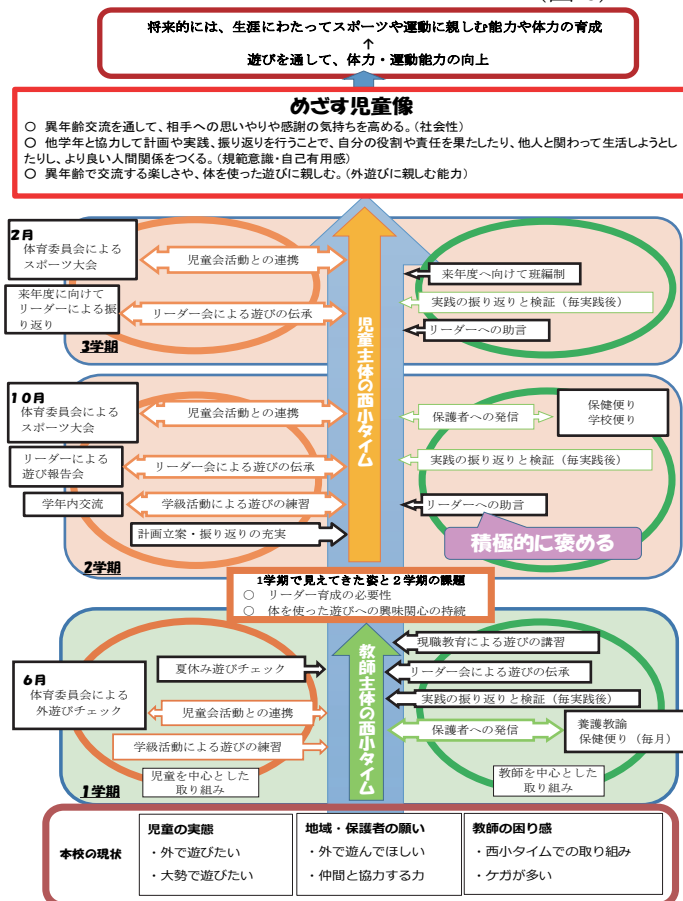 将来的には、生涯にわたってスポーツや運動に親しむ能力や体力の育成
↑
遊びを通して、体力・運動能力の向上
めざす児童像
○ 異年齢交流を通して、相手への思いやりや感謝の気持ちを高める。(社会性)
○ 他学年と協力して計画や実践、振り返りを行うことで、自分の役割や責任を果たしたり、他人と関わって生活しようとし
たりし、より良い人間関係をつくる。(規範意識・自己有用感)
○ 異年齢で交流する楽しさや、体を使った遊びに親しむ。(外遊びに親しむ能力)
2月
体育委員会による
スポーツ大会
児童会活動との連携
来年度に向けて
リーダーによる振
り返り
リーダー会による遊びの伝承
3学期
来年度へ向けて班編制
実践の振り返りと検証(毎実践後)
リーダーへの助言
児童主体の西小タイム
10月
体育委員会による
スポーツ大会
児童会活動との連携
リーダーによる
遊び報告会
リーダー会による遊びの伝承
学年内交流
学級活動による遊びの練習
計画立案・振り返りの充実
2学期
保護者への発信
保健便り
学校便り
実践の振り返りと検証(毎実践後)
リーダーへの助言
積極的に褒める
1学期で見えてきた姿と2学期の課題
○ リーダー育成の必要性
○ 体を使った遊びへの興味関心の持続
夏休み遊びチェック
6月
体育委員会による
外遊びチェック
児童会活動との連携
学級活動による遊びの練習
児童を中心とした
取り組み
1学期
教師主体の西小タイム
現職教育による遊びの講習
リーダー会による遊びの伝承
実践の振り返りと検証(毎実践後)
保護者への発信
養護教諭
保健便り(毎月)
教師を中心とした
取り組み
本校の現状
児童の実態
・外で遊びたい
・大勢で遊びたい
地域・保護者の願い
・外で遊んでほしい
・仲間と協力する力
教師の困り感
・西小タイムでの取り組み
・ケガが多い